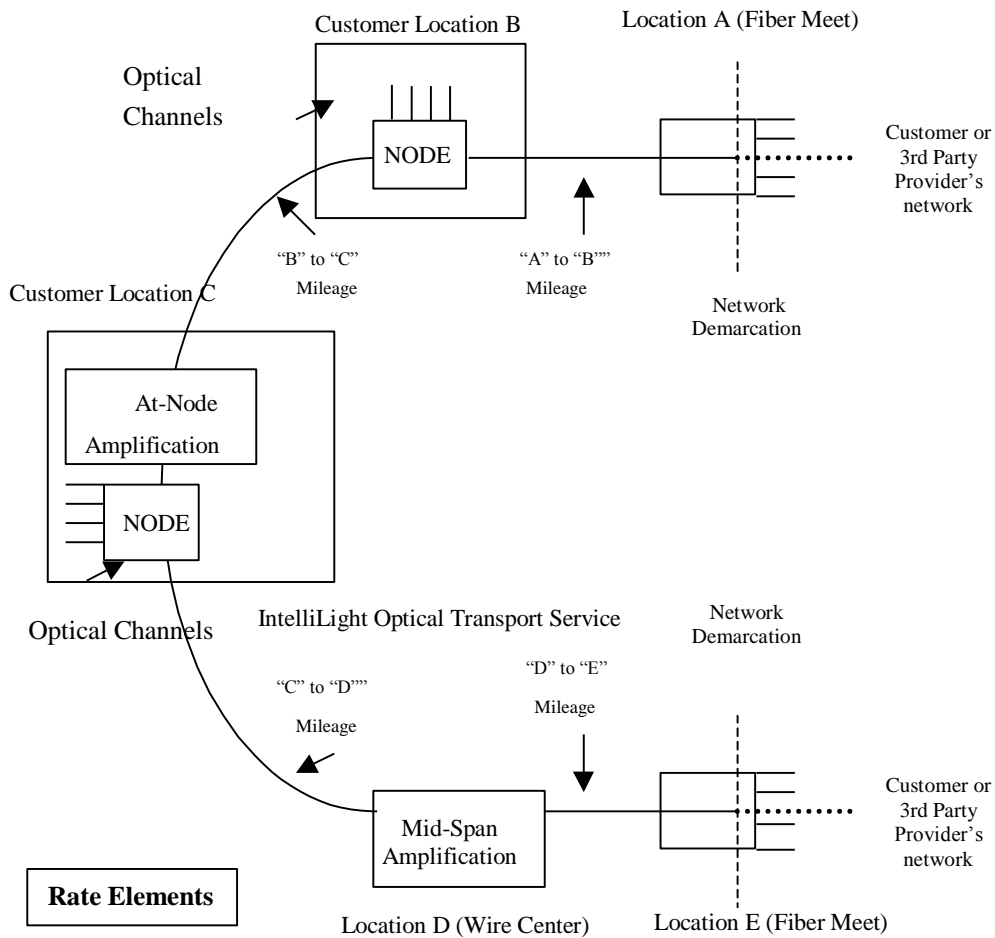 Customer Location B
Location A (Fiber Meet)
Optical
Channels
NODE
Customer or
3rd Party
Provider’s
network
“B” to “C”
Mileage
“A” to “B””
Mileage
Customer Location C
Network
Demarcation
At-Node
Amplification
NODE
Optical Channels
IntelliLight Optical Transport Service
Network
Demarcation
“C” to “D””
Mileage
“D” to “E”
Mileage
Mid-Span
Amplification
Customer or
3rd Party
Provider’s
network
Rate Elements
Location D (Wire Center)
Location E (Fiber Meet)